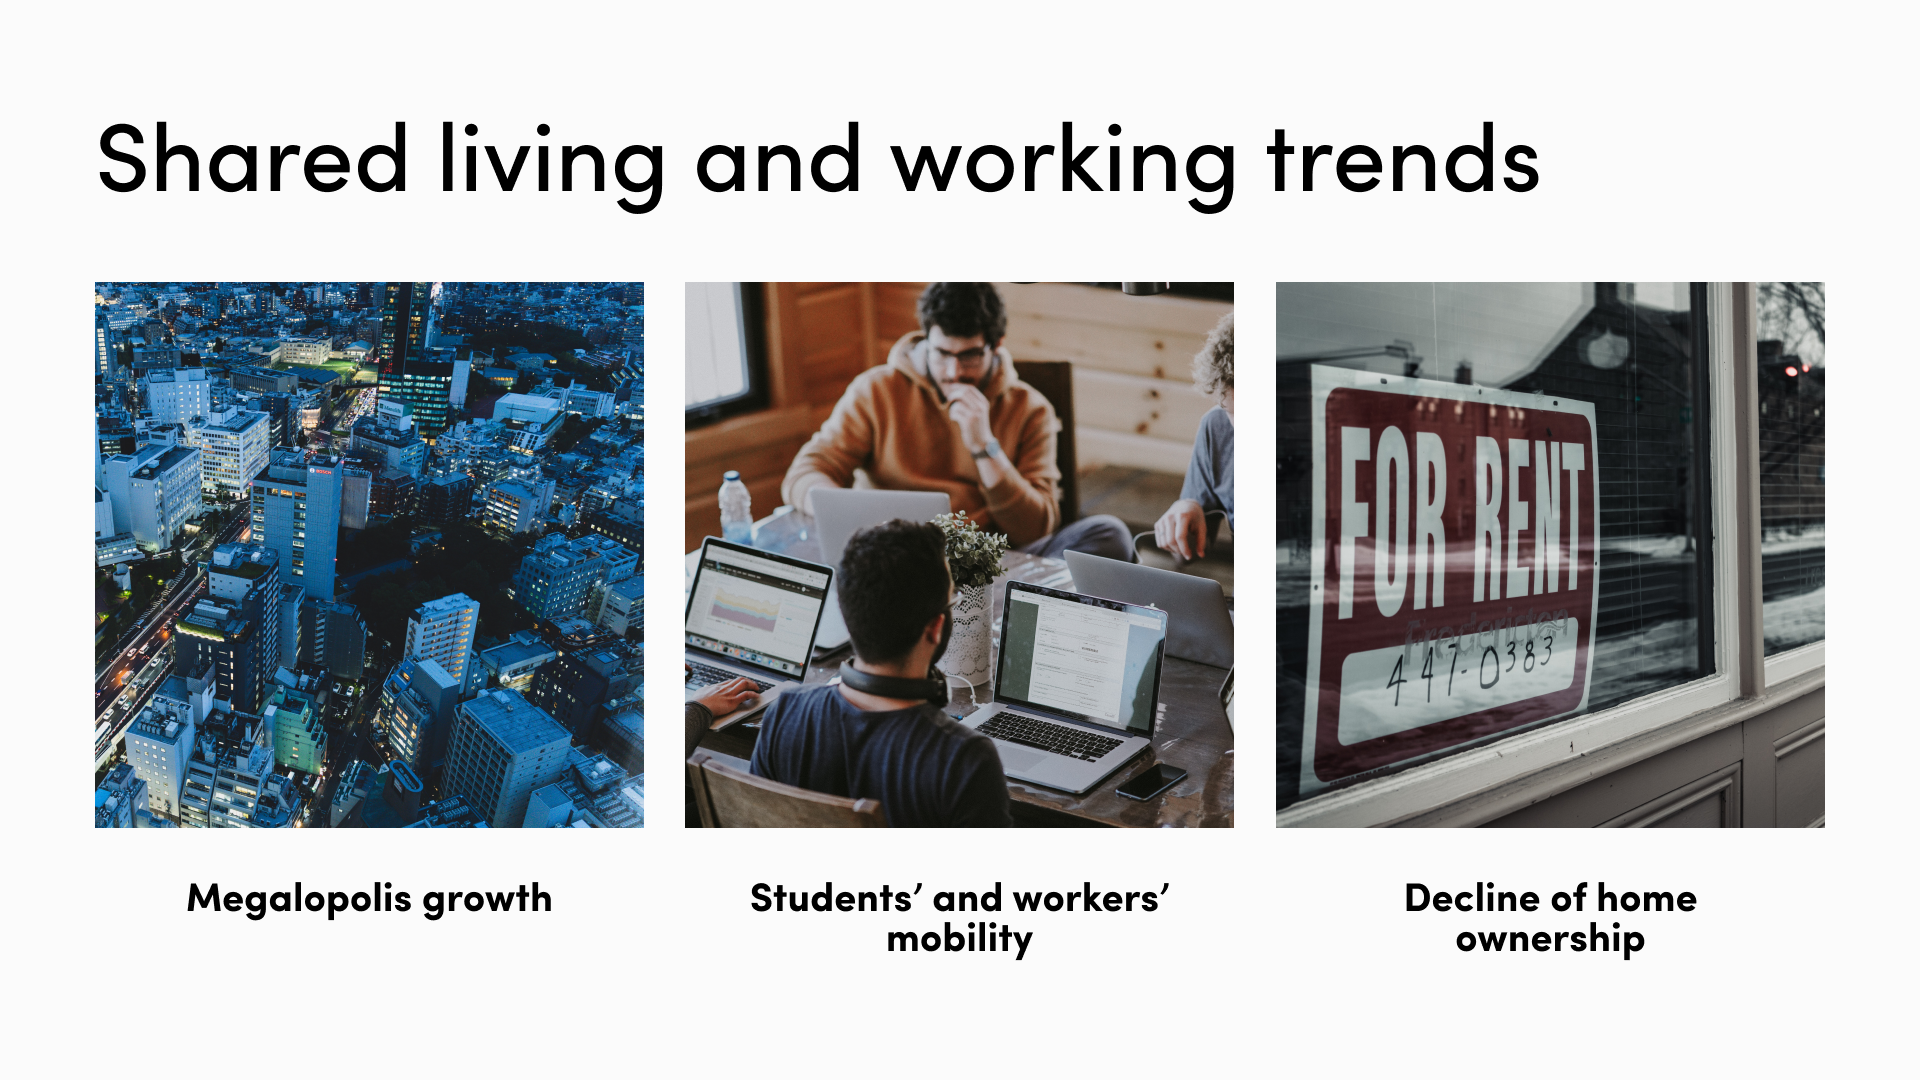 Shared living and working trends
FOR RENT
447-0383
Megalopolis growth
Students’ and workers’
mobility
Decline of home
ownership